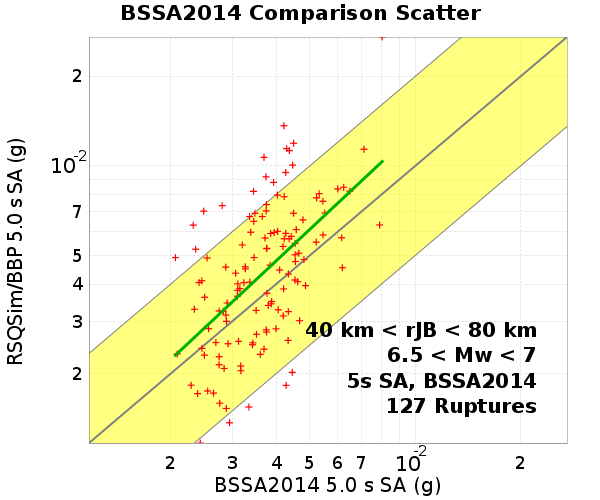 BSSA2014 Comparison Scatter
RSQSim/BBP 5.0 s SA (g)
2
10⁻²
7
5
4
3
2
40 km < rJB < 80 km
6.5 < Mw < 7
5s SA, BSSA2014
127 Ruptures
2 3 4 5 6 7 10⁻² 2
BSSA2014 5.0 s SA (g)